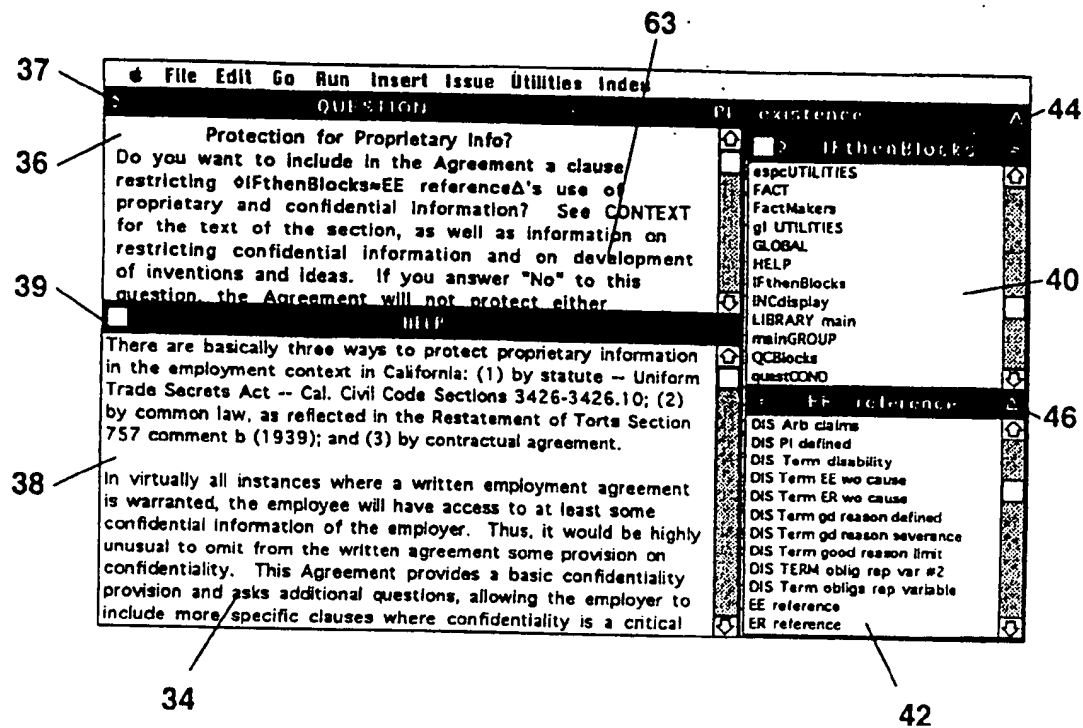 63
37
File Edit Go Run Insert Issue Utilities Index
QUESTION PI existence
44
36
Protection for Proprietary Info?
Do you want to include in the Agreement a clause
restricting ◊IFthenBlocks≈EE reference∆'s use of
proprietary and confidential information? See CONTEXT
for the text of the section, as well as information on
restricting confidential information and on development
of inventions and ideas. If you answer "No" to this
question, the Agreement will not protect either
39
HELP
There are basically three ways to protect proprietary information
in the employment context in California: (1) by statute -- Uniform
Trade Secrets Act -- Cal. Civil Code Sections 3426-3426.10; (2)
by common law, as reflected in the Restatement of Torts Section
757 comment b (1939); and (3) by contractual agreement.
38
In virtually all instances where a written employment agreement
is warranted, the employee will have access to at least some
confidential information of the employer. Thus, it would be highly
unusual to omit from the written agreement some provision on
confidentiality. This Agreement provides a basic confidentiality
provision and asks additional questions, allowing the employer to
include more specific clauses where confidentiality is a critical
34
IFthenBlocks
espcUTILITIES
FACT
FactMakers
gl UTILITIES
GLOBAL
HELP
IFthenBlocks
INCdisplay
LIBRARY main
mainGROUP
QCBlocks
questCOND
40
EE reference
46
DIS Arb claims
DIS PI defined
DIS Term disability
DIS Term EE wo cause
DIS Term ER wo cause
DIS Term gd reason defined
DIS Term gd reason severance
DIS Term good reason limit
DIS TERM oblig rep var #2
DIS Term obligs rep variable
EE reference
ER reference
42